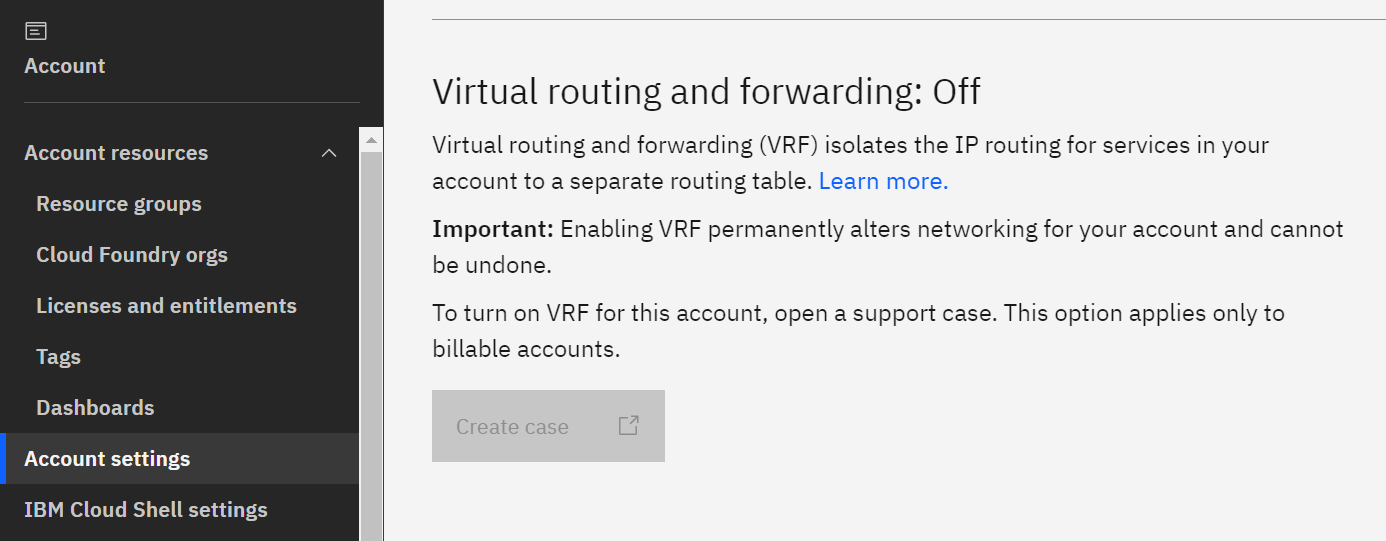 Account
Account resources
Resource groups
Cloud Foundry orgs
Licenses and entitlements
Tags
Dashboards
Account settings
IBM Cloud Shell settings
Virtual routing and forwarding: Off
Virtual routing and forwarding (VRF) isolates the IP routing for services in your
account to a separate routing table. Learn more.
Important: Enabling VRF permanently alters networking for your account and cannot
be undone.
To turn on VRF for this account, open a support case. This option applies only to
billable accounts.
Create case